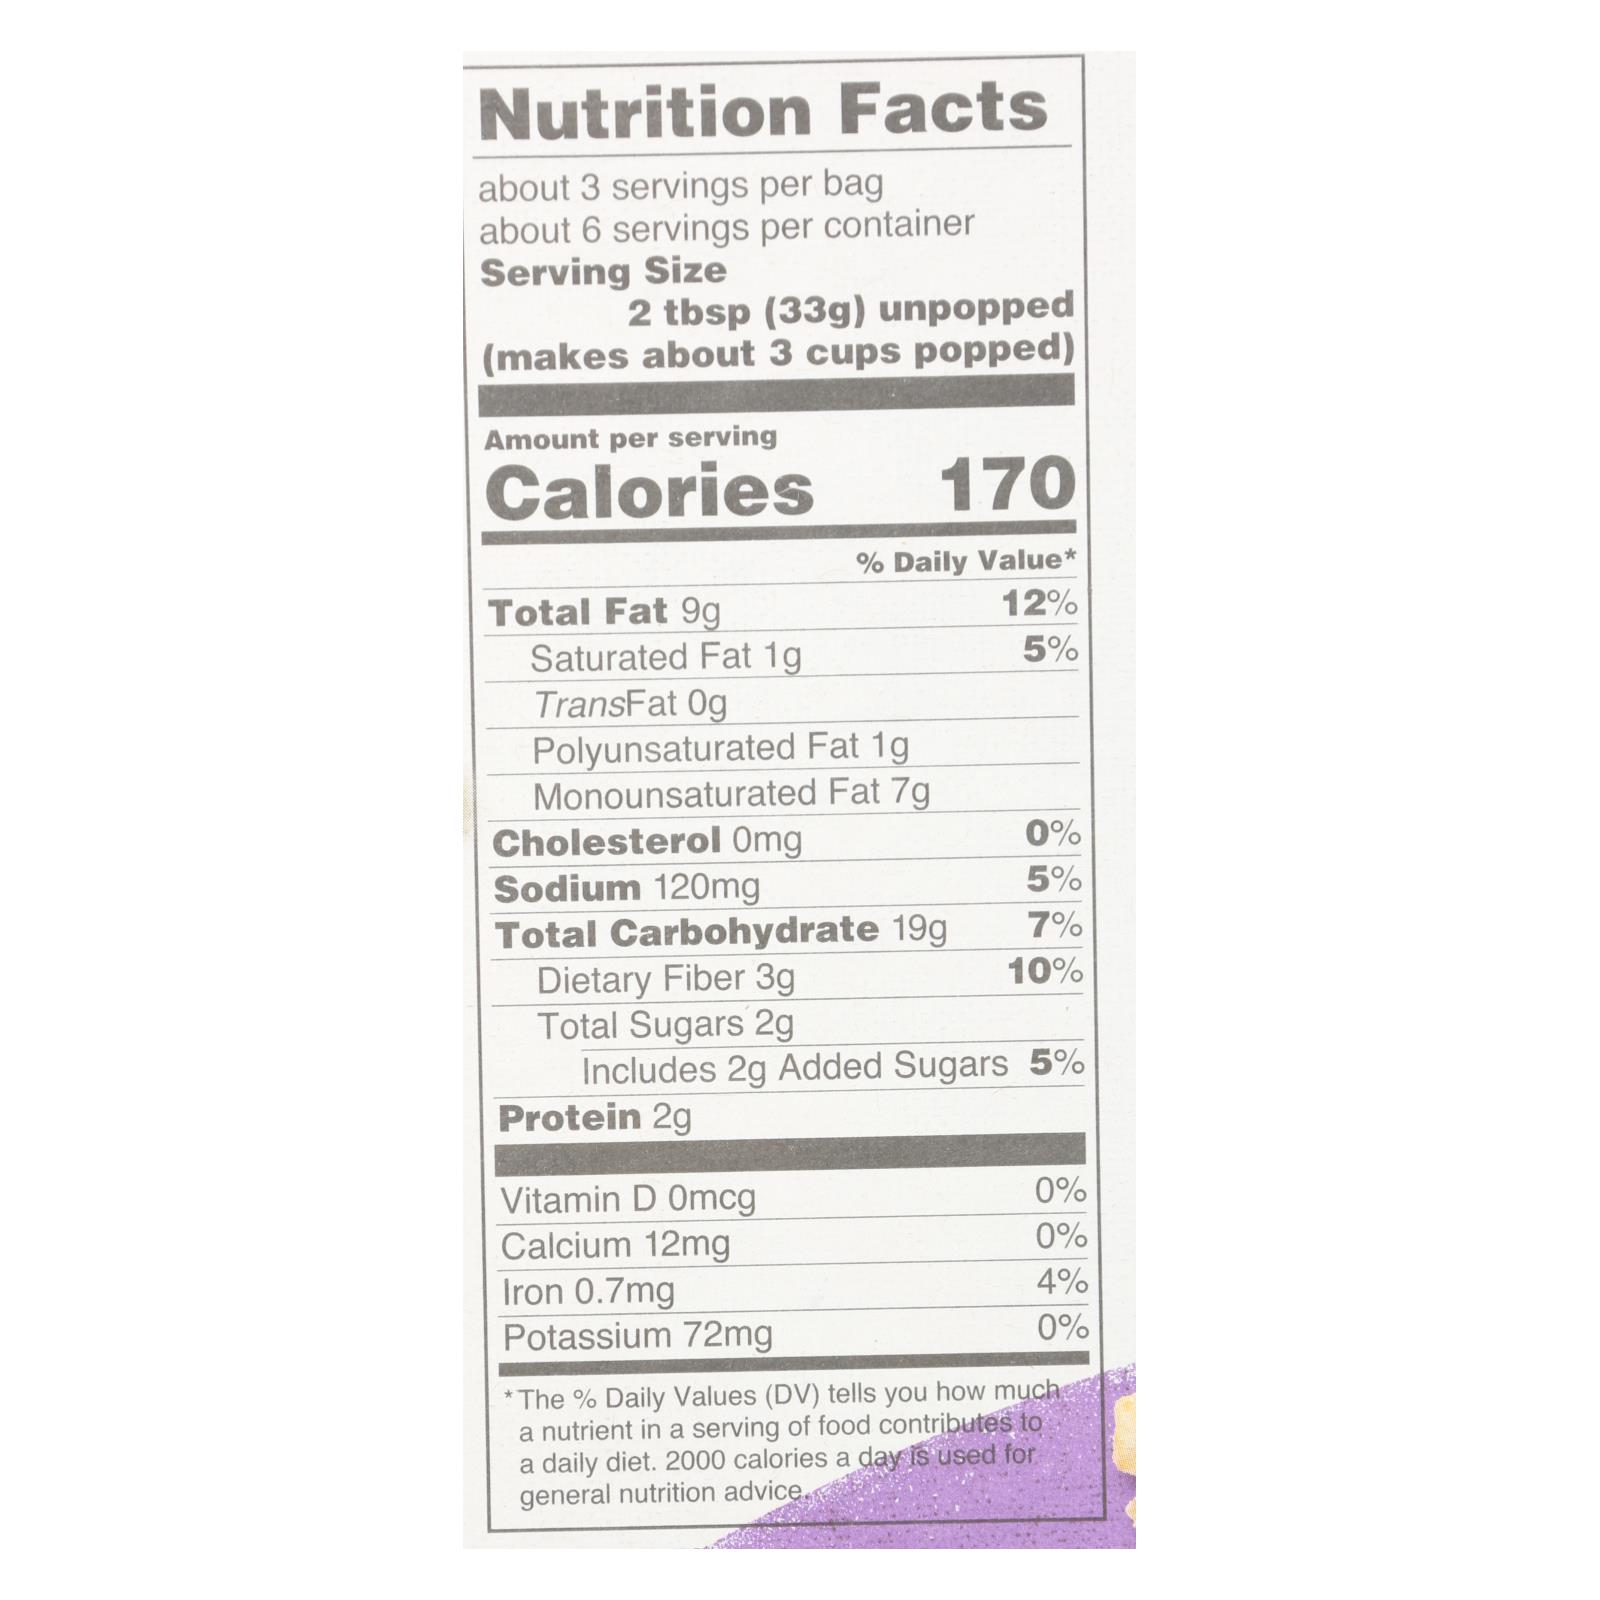 Nutrition Facts
about 3 servings per bag
about 6 servings per container
Serving Size
2 tbsp (33g) unpopped
(makes about 3 cups popped)
Amount per serving
Calories 170
% Daily Value*
Total Fat 9g 12%
Saturated Fat 1g 5%
TransFat 0g
Polyunsaturated Fat 1g
Monounsaturated Fat 7g
Cholesterol 0mg 0%
Sodium 120mg 5%
Total Carbohydrate 19g 7%
Dietary Fiber 3g 10%
Total Sugars 2g
Includes 2g Added Sugars 5%
Protein 2g
Vitamin D 0mcg 0%
Calcium 12mg 0%
Iron 0.7mg 4%
Potassium 72mg 0%
*The % Daily Values (DV) tells you how much
a nutrient in a serving of food contributes to
a daily diet. 2000 calories a day is used for
general nutrition advice.